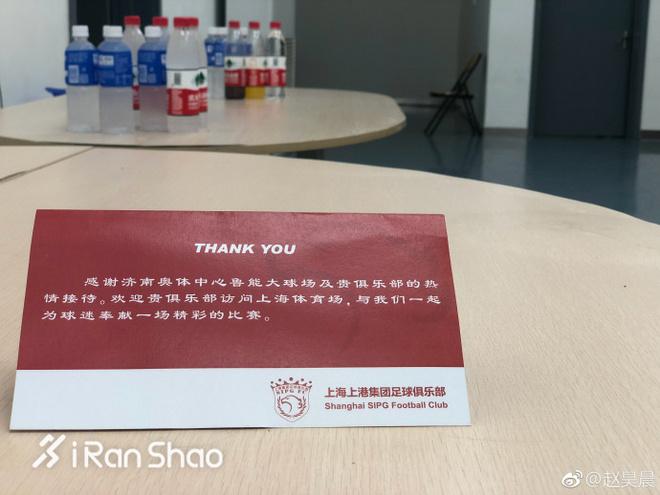 THANK YOU
感谢济南奥体中心鲁能大球场及贵俱乐部的热
情接待。欢迎贵俱乐部访问上海体育场，与我们一起
为球迷奉献一场精彩的比赛。
SIPG FC
上海上港集团足球俱乐部
Shanghai SIPG Football Club
iRanShao
@赵昊晨